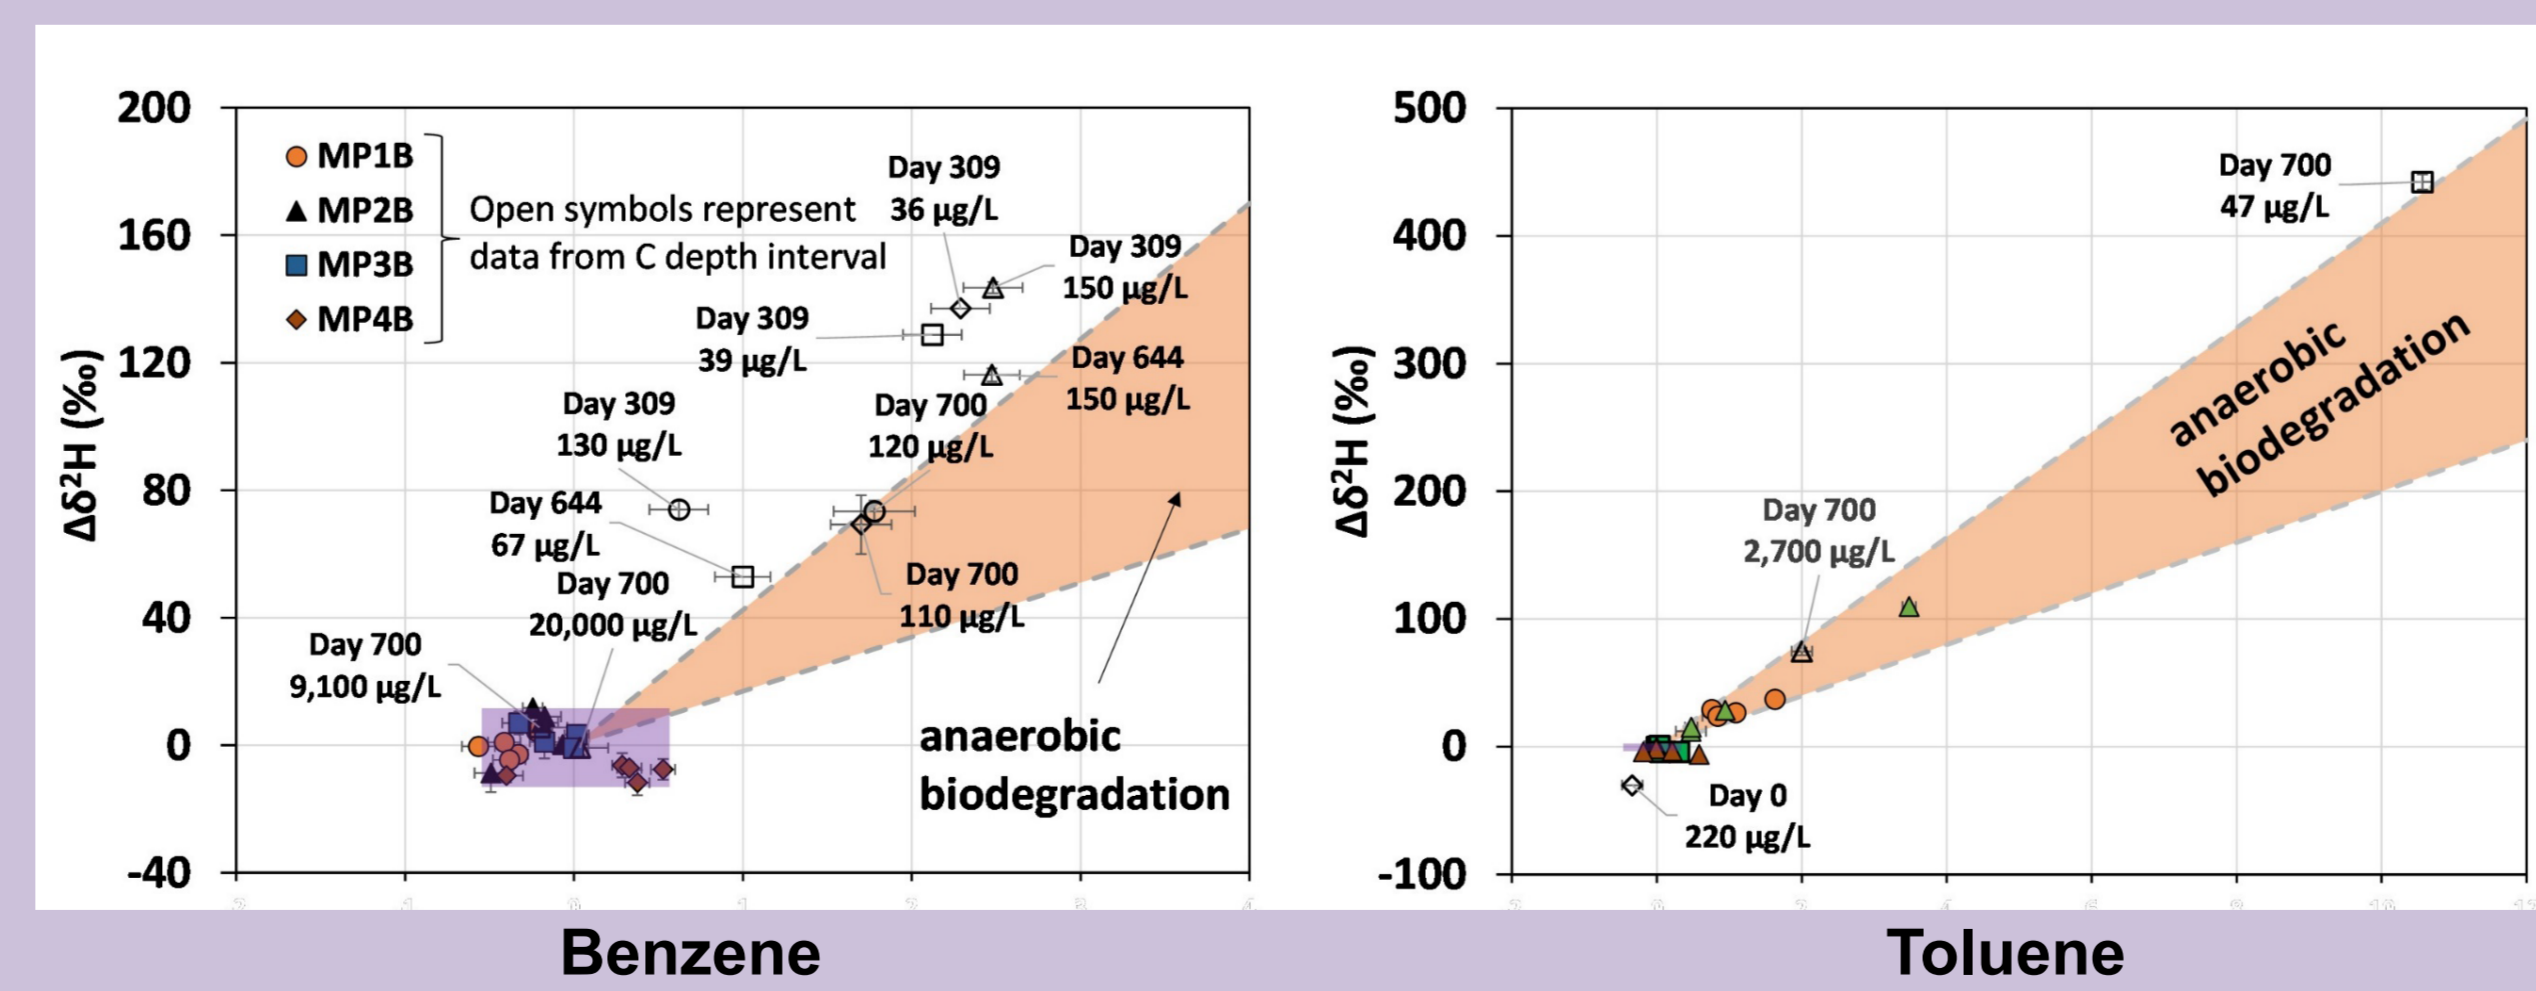 200
160
120
80
40
0
-40
Δδ²H (‰)
MP1B
MP2B
MP3B
MP4B
Open symbols represent
data from C depth interval
Day 309
36 µg/L
Day 309
150 µg/L
Day 309
39 µg/L
Day 644
150 µg/L
Day 309
130 µg/L
Day 700
120 µg/L
Day 644
67 µg/L
Day 700
20,000 µg/L
Day 700
110 µg/L
Day 700
9,100 µg/L
anaerobic
biodegradation
Benzene
500
400
300
200
100
0
-100
Δδ²H (‰)
Day 700
47 µg/L
anaerobic
biodegradation
Day 700
2,700 µg/L
Day 0
220 µg/L
Toluene